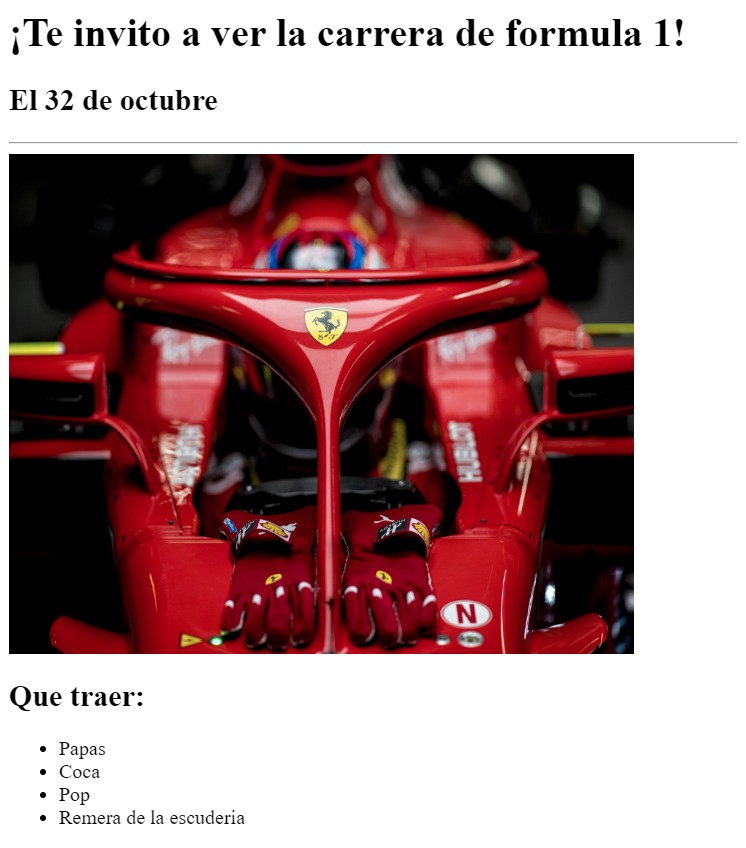 ¡Te invito a ver la carrera de formula 1!
El 32 de octubre
HUBLOT
N
Que traer:
Papas
Coca
Pop
Remera de la escuderia